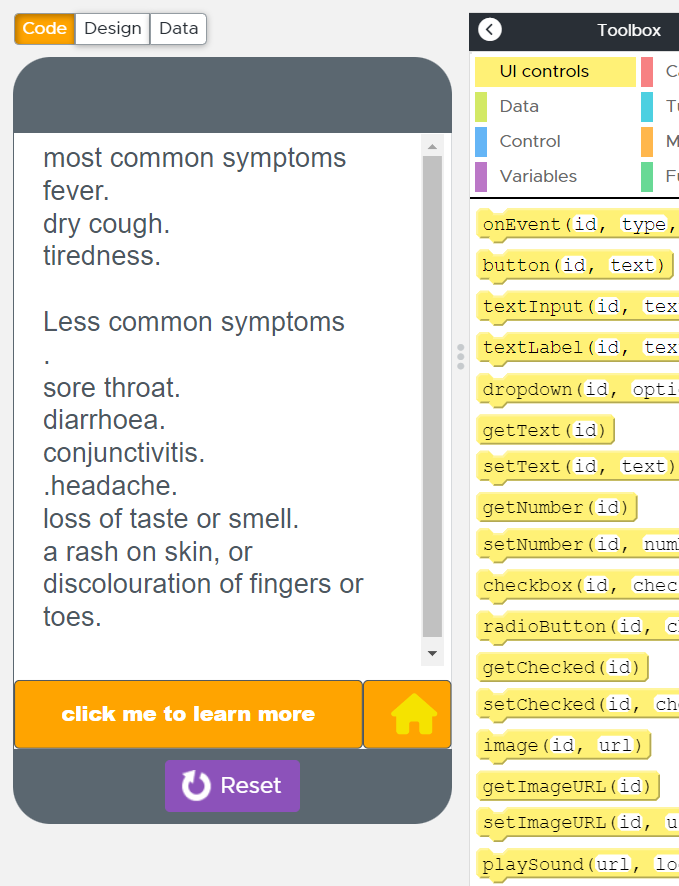 Code Design Data
most common symptoms
fever.
dry cough.
tiredness.
Less common symptoms
.
sore throat.
diarrhoea.
conjunctivitis.
.headache.
loss of taste or smell.
a rash on skin, or
discolouration of fingers or
toes.
click me to learn more
Reset
Toolbox
UI controls
Data
Control
Variables
onEvent(id, type,
button(id, text)
textInput(id, tex
textLabel(id, tex
dropdown(id, opti
getText(id)
setText(id, text)
getNumber(id)
setNumber(id, num
checkbox(id, chec
radioButton(id, c
getChecked(id)
setChecked(id, ch
image(id, url)
getImageURL(id)
setImageURL(id, u
playSound(url, lo